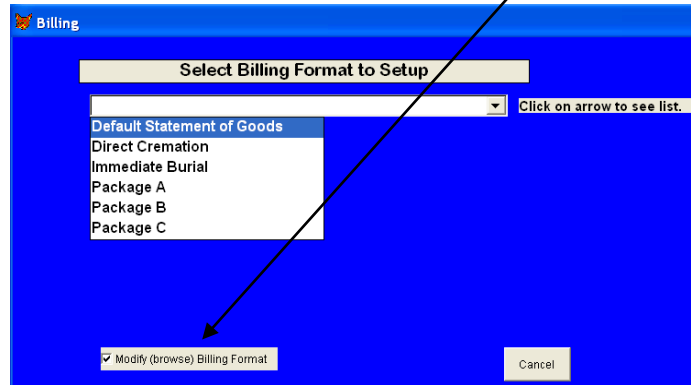 Billing
Select Billing Format to Setup
Click on arrow to see list.
Default Statement of Goods
Direct Cremation
Immediate Burial
Package A
Package B
Package C
Modify (browse) Billing Format
Cancel